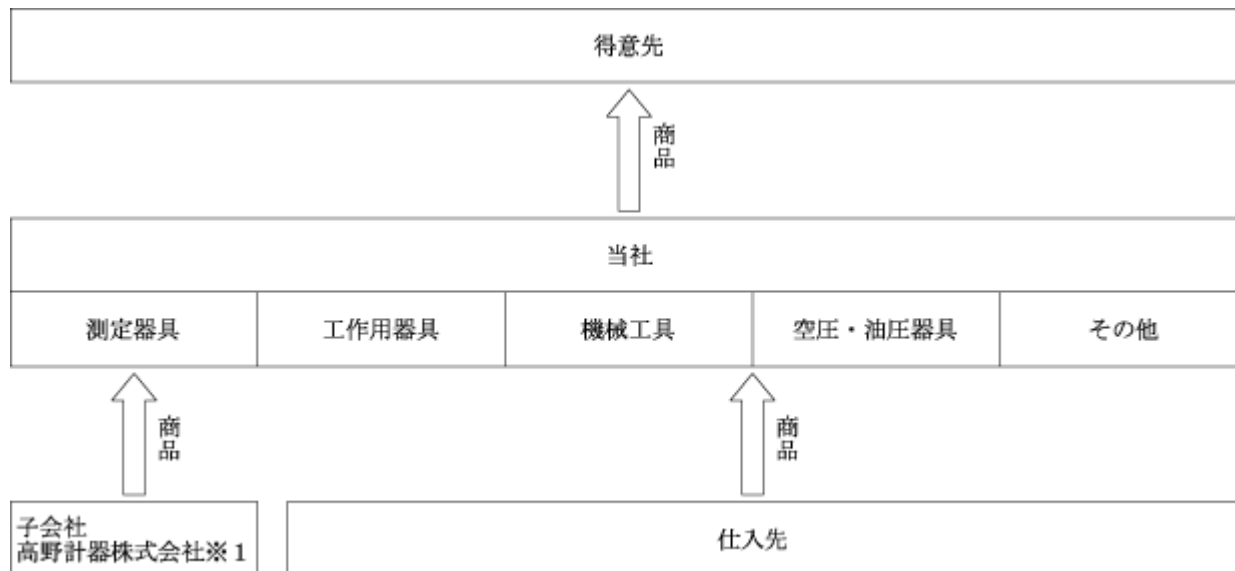 得意先
商品
当社
測定器具
工作用器具
機械工具
空圧・油圧器具
その他
商品
商品
子会社
高野計器株式会社※1
仕入先